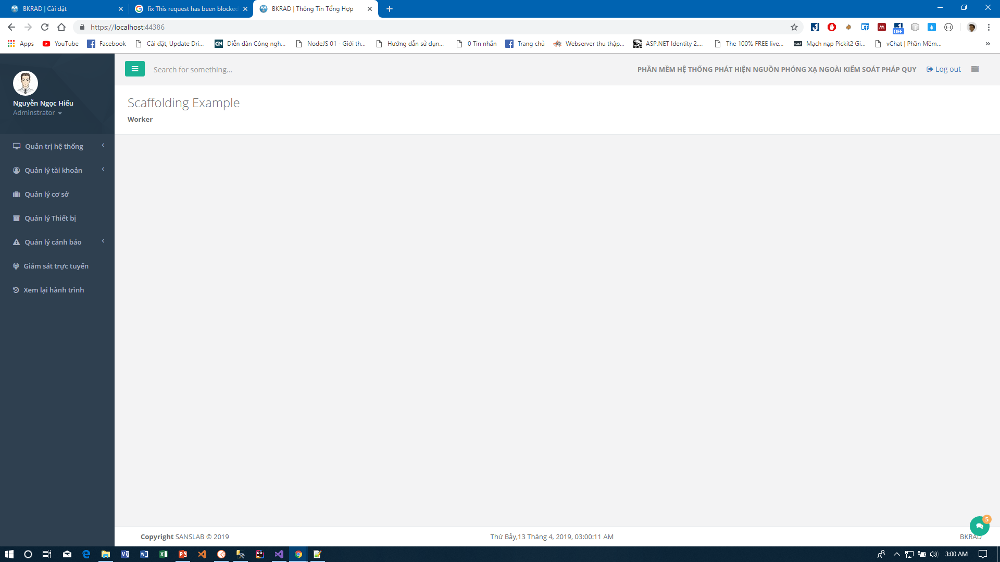 BKRAD | Cài đặt
fix This request has been blocked
BKRAD | Thông Tin Tổng Hợp
https://localhost:44386
OFF
Apps
YouTube
Facebook
Cài đặt, Update Dri...
Diễn đàn Công ngh...
NodeJS 01 - Giới th...
Hướng dẫn sử dụn...
0 Tin nhắn
Trang chủ
Webserver thu thập...
ASP.NET Identity 2....
The 100% FREE live...
Mạch nạp Pickit2 Gi...
vChat | Phần Mềm...
»
Search for something...
PHẦN MỀM HỆ THỐNG PHÁT HIỆN NGUỒN PHÓNG XẠ NGOÀI KIỂM SOÁT PHÁP QUY
Log out
Nguyễn Ngọc Hiếu
Adminstrator
Scaffolding Example
Worker
Quản trị hệ thống
Quản lý tài khoản
Quản lý cơ sở
Quản lý Thiết bị
Quản lý cảnh báo
Giám sát trực tuyến
Xem lại hành trình
5
Copyright SANSLAB © 2019
Thứ Bảy,13 Tháng 4, 2019, 03:00:11 AM
BKRAD
3:00 AM